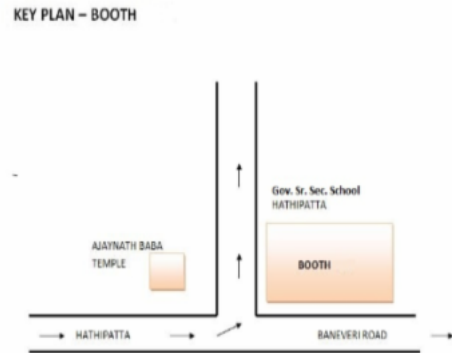 KEY PLAN – BOOTH
Gov. Sr. Sec. School
HATHIPATTA
AJAYNATH BABA
TEMPLE
BOOTH
HATHIPATTA
BANEVERI ROAD